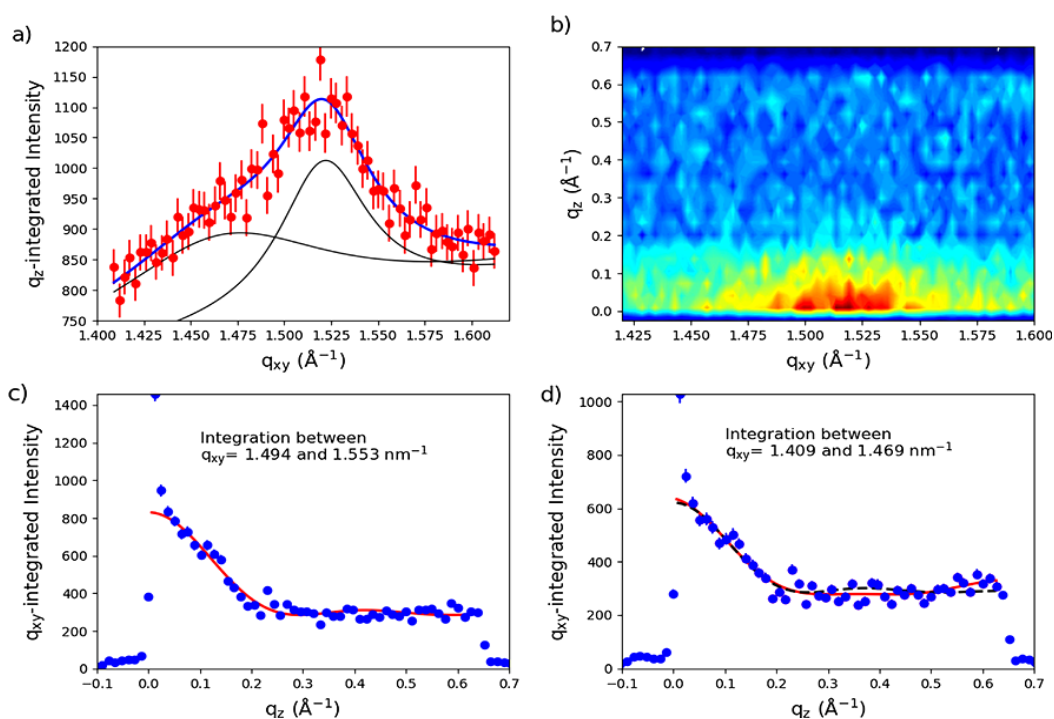 a)
1200
1150
1100
1050
1000
950
900
850
800
750
1.400 1.425 1.450 1.475 1.500 1.525 1.550 1.575 1.600
qz-integrated Intensity
qxy (Å⁻¹)
b)
0.7
0.6
0.5
0.4
0.3
0.2
0.1
0.0
1.425 1.450 1.475 1.500 1.525 1.550 1.575 1.600
qz (Å⁻¹)
qxy (Å⁻¹)
c)
1400
1200
1000
800
600
400
200
0
−0.1 0.0 0.1 0.2 0.3 0.4 0.5 0.6 0.7
qxy-integrated Intensity
Integration between
qxy= 1.494 and 1.553 nm⁻¹
qz (Å⁻¹)
d)
1000
800
600
400
200
0
−0.1 0.0 0.1 0.2 0.3 0.4 0.5 0.6 0.7
qxy-integrated Intensity
Integration between
qxy= 1.409 and 1.469 nm⁻¹
qz (Å⁻¹)